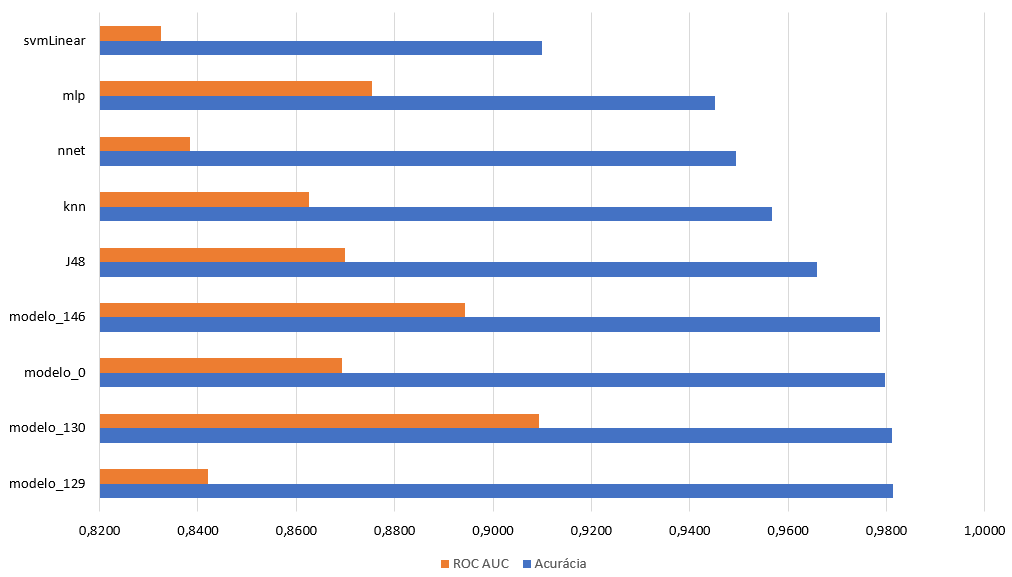 svmLinear
mlp
nnet
knn
J48
modelo_146
modelo_0
modelo_130
modelo_129
0,8200 0,8400 0,8600 0,8800 0,9000 0,9200 0,9400 0,9600 0,9800 1,0000
ROC AUC Acurácia